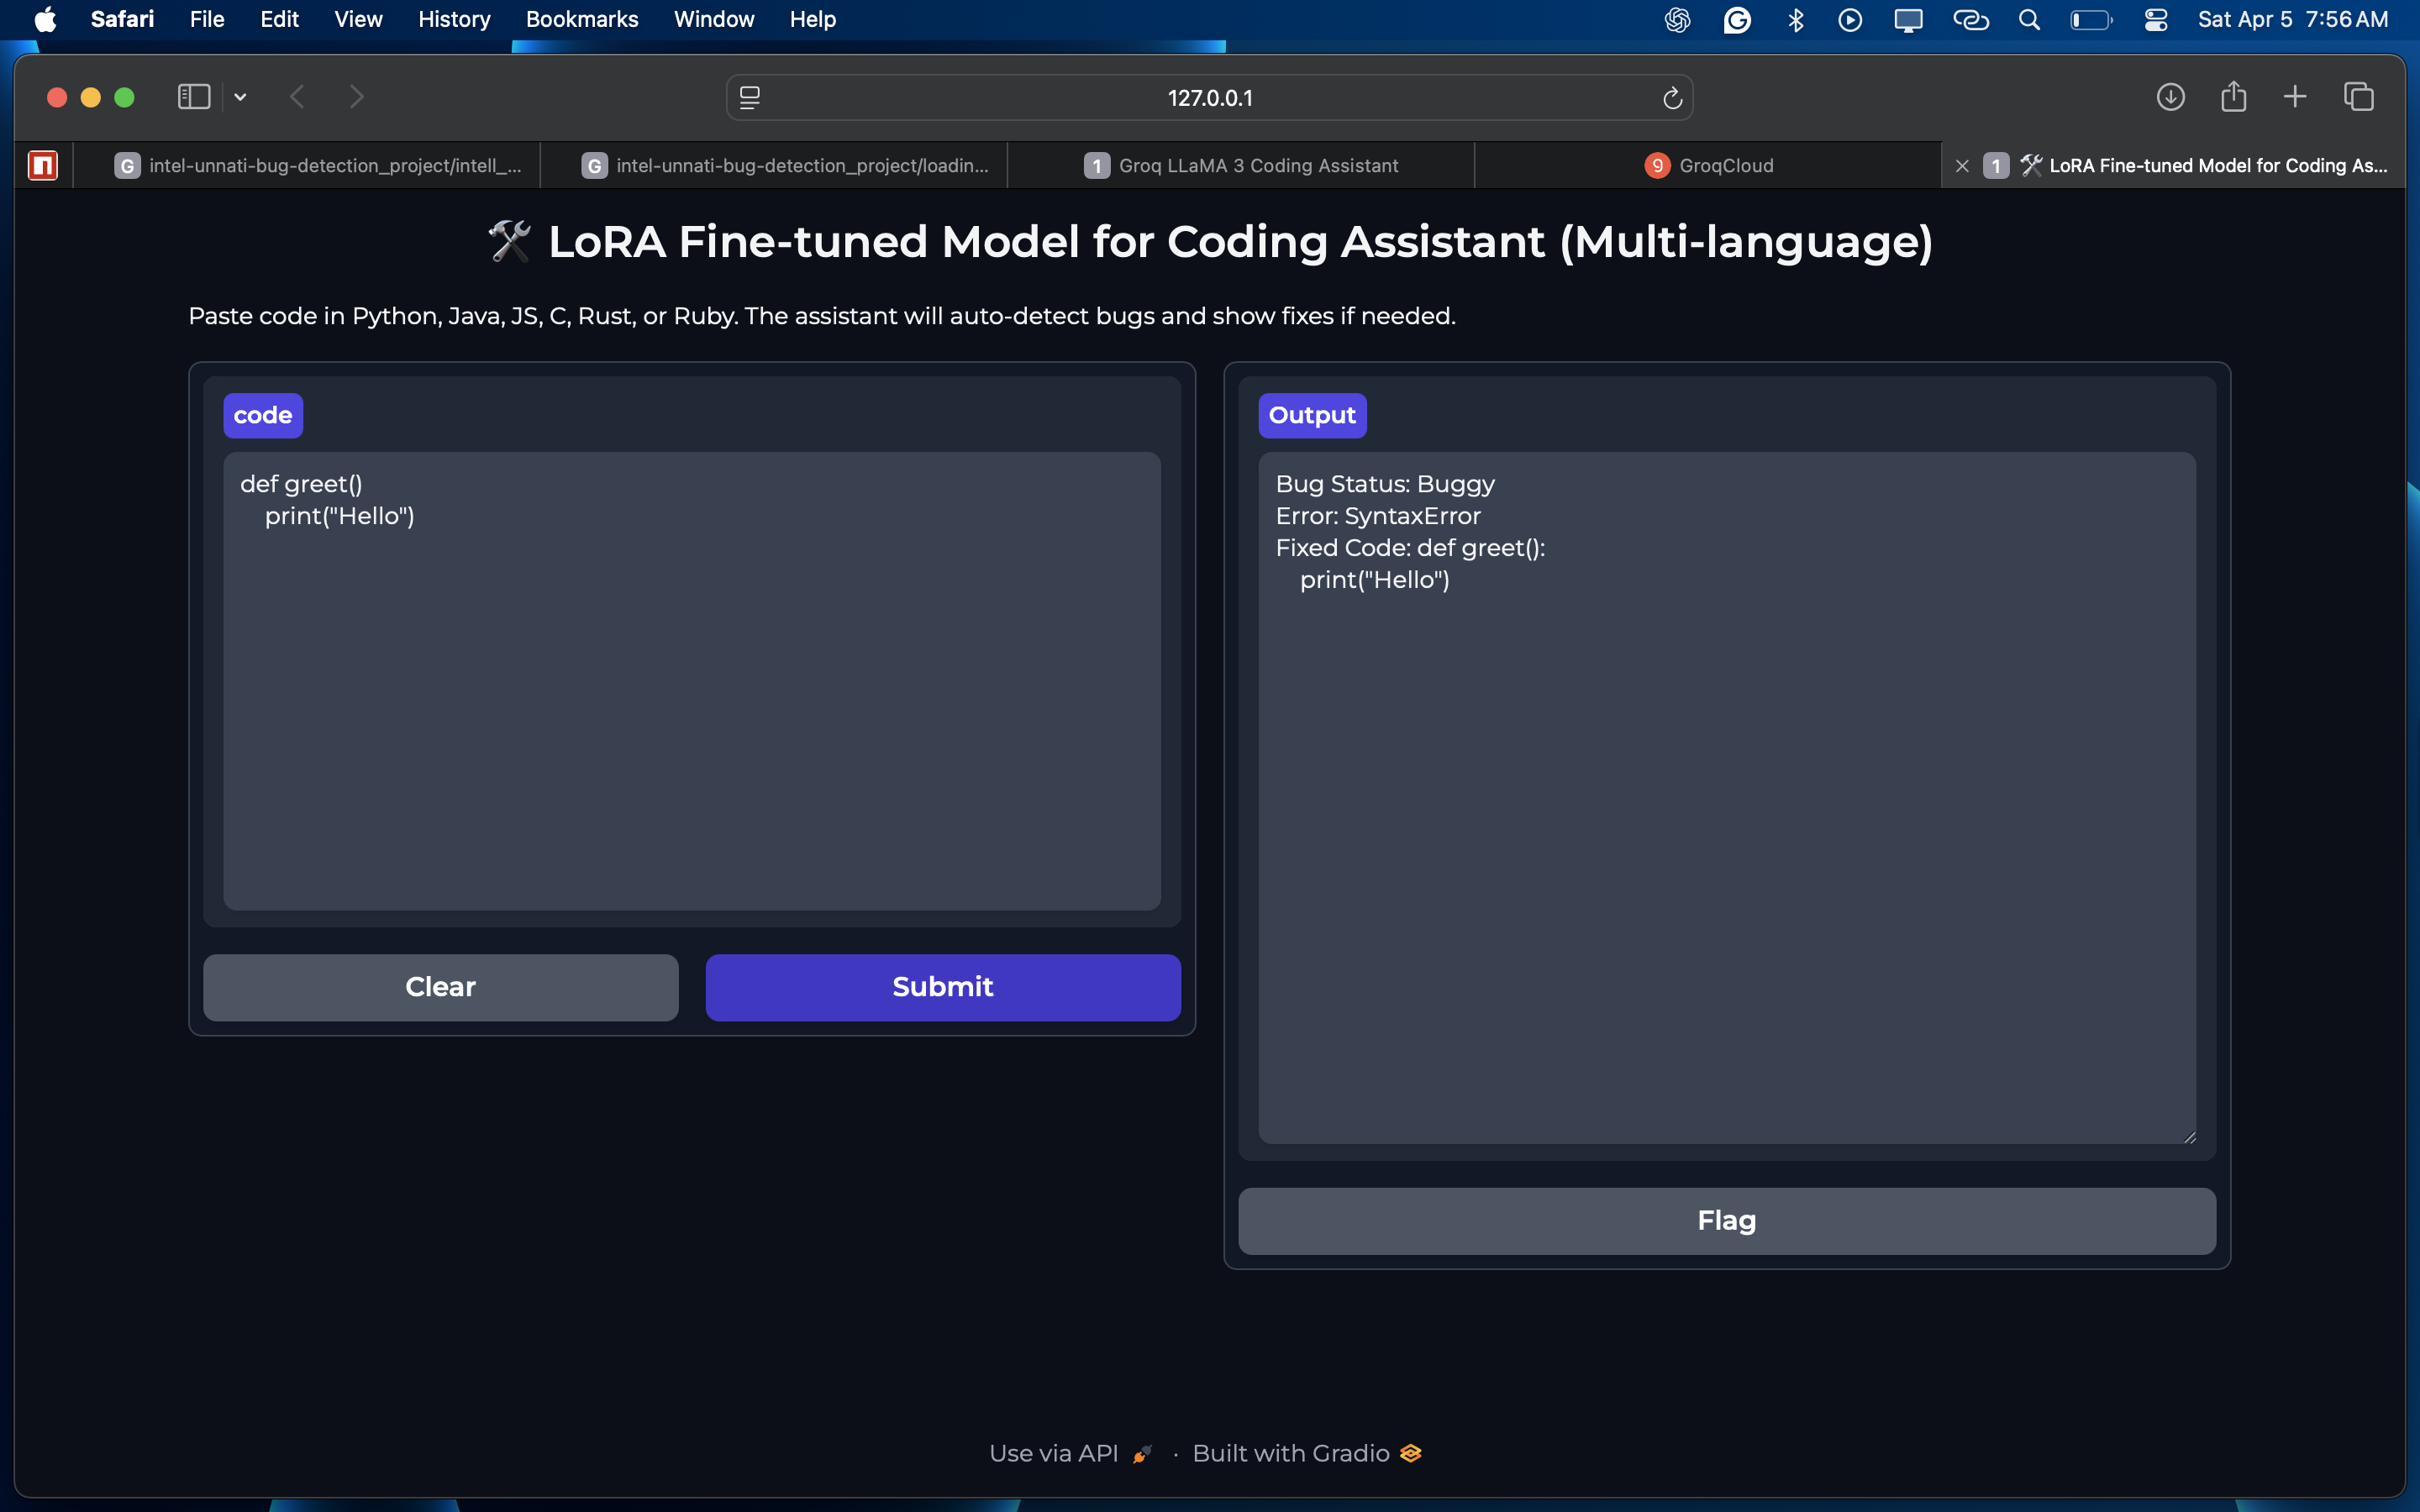 Safari File Edit View History Bookmarks Window Help Sat Apr 5 7:56 AM
127.0.0.1
G intel-unnati-bug-detection_project/intell_... G intel-unnati-bug-detection_project/loadin... 1 Groq LLaMA 3 Coding Assistant 9 GroqCloud 1 🛠️ LoRA Fine-tuned Model for Coding As...
🛠️ LoRA Fine-tuned Model for Coding Assistant (Multi-language)
Paste code in Python, Java, JS, C, Rust, or Ruby. The assistant will auto-detect bugs and show fixes if needed.
code
def greet()
    print("Hello")
Clear Submit
Output
Bug Status: Buggy
Error: SyntaxError
Fixed Code: def greet():
    print("Hello")
Flag
Use via API · Built with Gradio